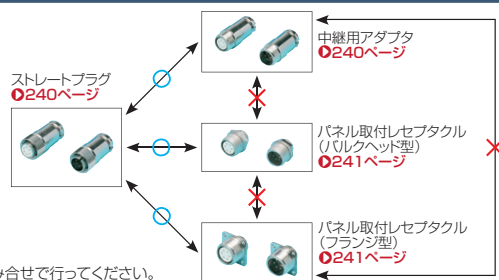 中継用アダプタ
240ページ
ストレートプラグ
240ページ
パネル取付レセプタクル
(バルクヘッド型)
241ページ
パネル取付レセプタクル
(フランジ型)
241ページ
み合せで行ってください。